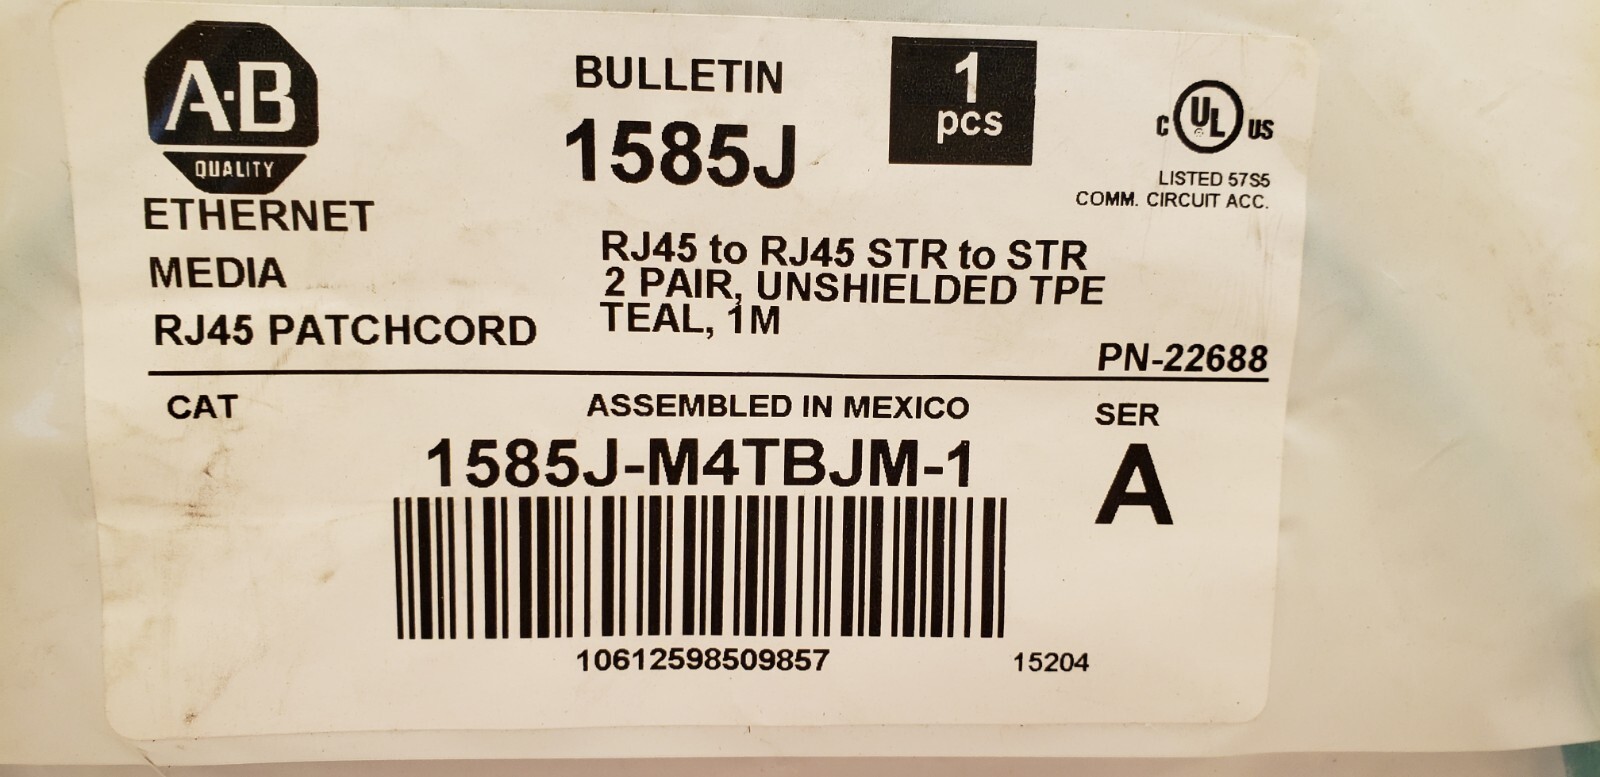 A-B
QUALITY
ETHERNET
MEDIA
RJ45 PATCHCORD
BULLETIN
1585J
1
pcs
C UL US
LISTED 57S5
COMM. CIRCUIT ACC.
RJ45 to RJ45 STR to STR
2 PAIR, UNSHIELDED TPE
TEAL, 1M
PN-22688
CAT
ASSEMBLED IN MEXICO
SER
1585J-M4TBJM-1
A
10612598509857
15204